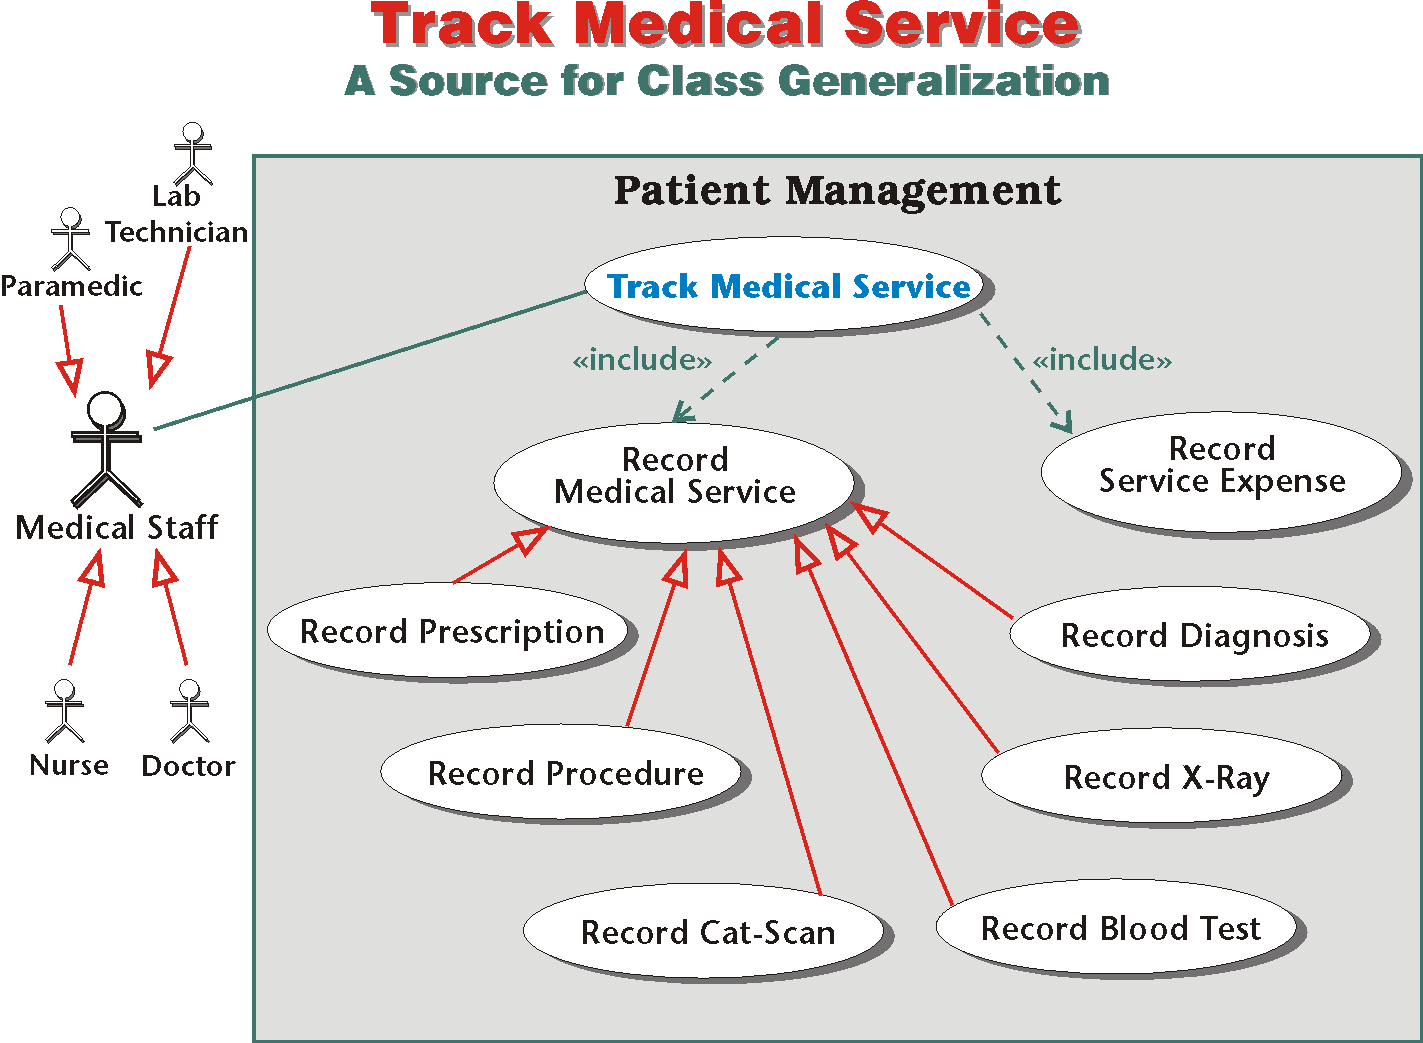 Track Medical Service
A Source for Class Generalization
Lab
Technician
Paramedic
Medical Staff
Nurse
Doctor
Patient Management
Track Medical Service
«include»
«include»
Record
Medical Service
Record
Service Expense
Record Prescription
Record Diagnosis
Record Procedure
Record X-Ray
Record Cat-Scan
Record Blood Test